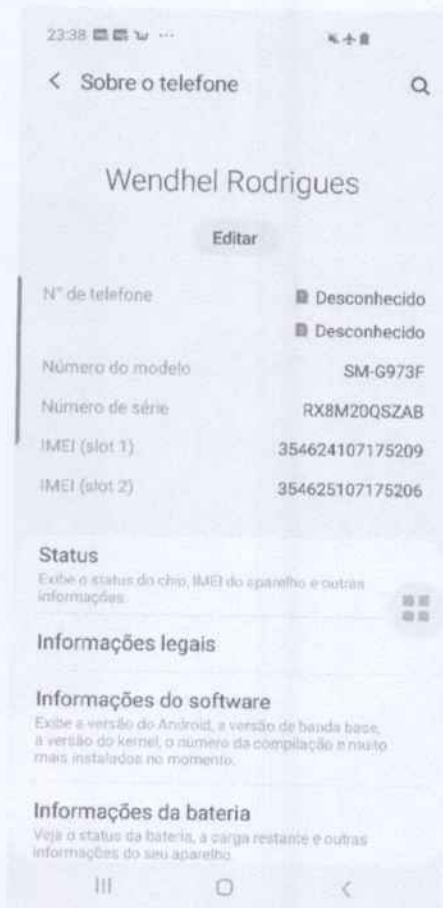 23:38
Sobre o telefone
Wendhel Rodrigues
Editar
N° de telefone
Desconhecido
Desconhecido
Número do modelo SM-G973F
Número de série RX8M20QSZAB
IMEI (slot 1) 354624107175209
IMEI (slot 2) 354625107175206
Status
Exibe o status do chip, IMEI do aparelho e outras
informações.
Informações legais
Informações do software
Exibe a versão do Android, a versão de banda base,
a versão do kernel, o número da compilação e muito
mais instalados no momento.
Informações da bateria
Veja o status da bateria, a carga restante e outras
informações do seu aparelho.